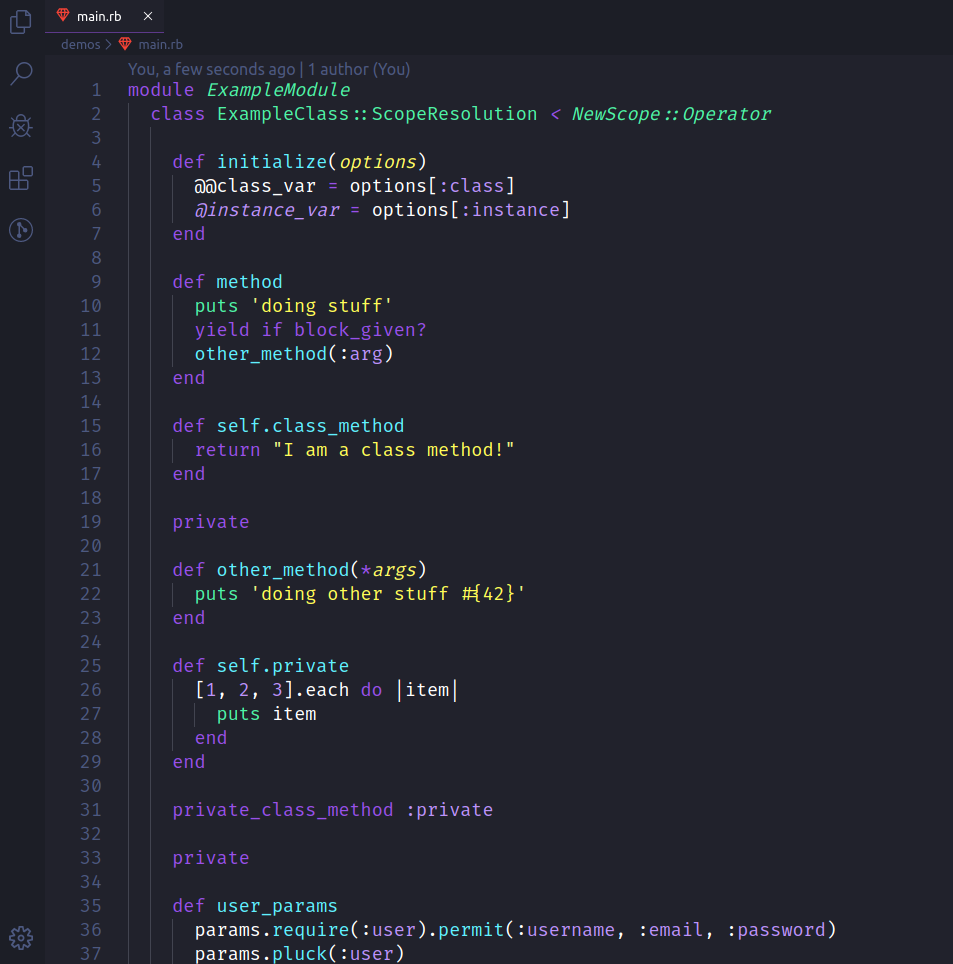 main.rb ×
demos > main.rb
You, a few seconds ago | 1 author (You)
1 module ExampleModule
2   class ExampleClass::ScopeResolution < NewScope::Operator
3
4     def initialize(options)
5       @@class_var = options[:class]
6       @instance_var = options[:instance]
7     end
8
9     def method
10       puts 'doing stuff'
11       yield if block_given?
12       other_method(:arg)
13     end
14
15     def self.class_method
16       return "I am a class method!"
17     end
18
19     private
20
21     def other_method(*args)
22       puts 'doing other stuff #{42}'
23     end
24
25     def self.private
26       [1, 2, 3].each do |item|
27         puts item
28       end
29     end
30
31     private_class_method :private
32
33     private
34
35     def user_params
36       params.require(:user).permit(:username, :email, :password)
37       params.pluck(:user)